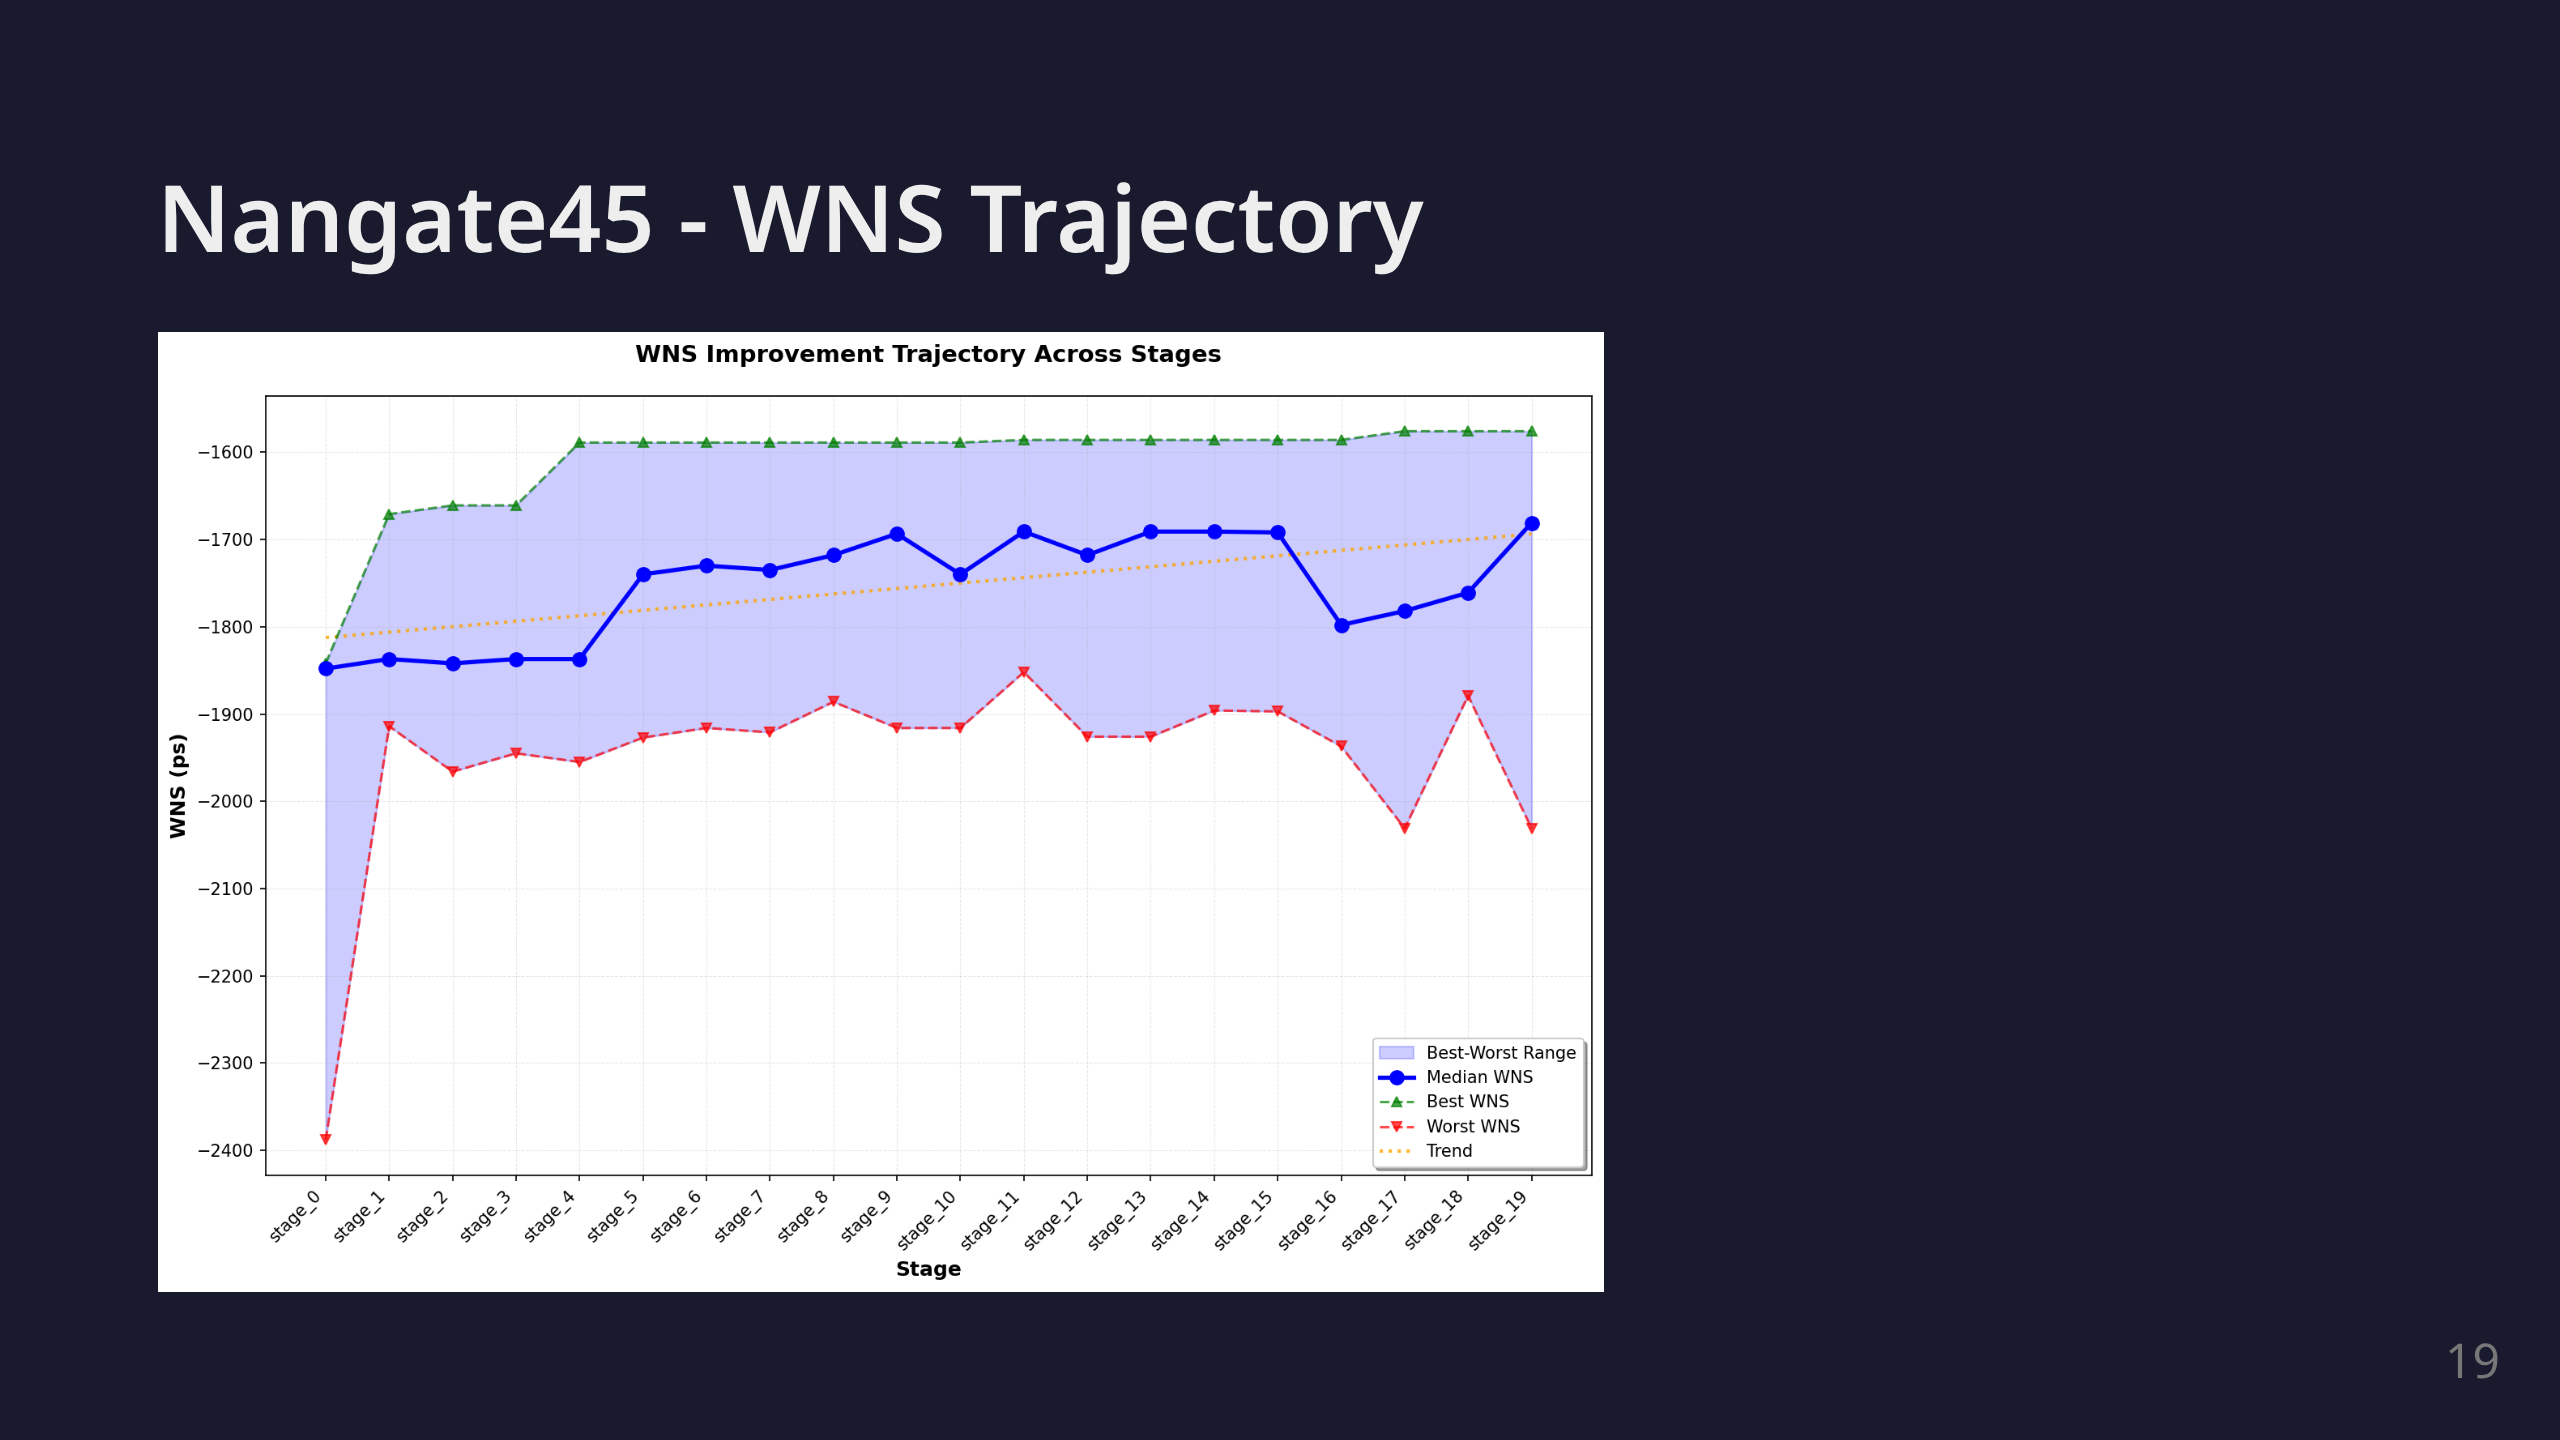 Nangate45 - WNS Trajectory
WNS Improvement Trajectory Across Stages
WNS (ps)
−1600
−1700
−1800
−1900
−2000
−2100
−2200
−2300
−2400
Best-Worst Range
Median WNS
Best WNS
Worst WNS
Trend
stage_0
stage_1
stage_2
stage_3
stage_4
stage_5
stage_6
stage_7
stage_8
stage_9
stage_10
stage_11
stage_12
stage_13
stage_14
stage_15
stage_16
stage_17
stage_18
stage_19
Stage
19